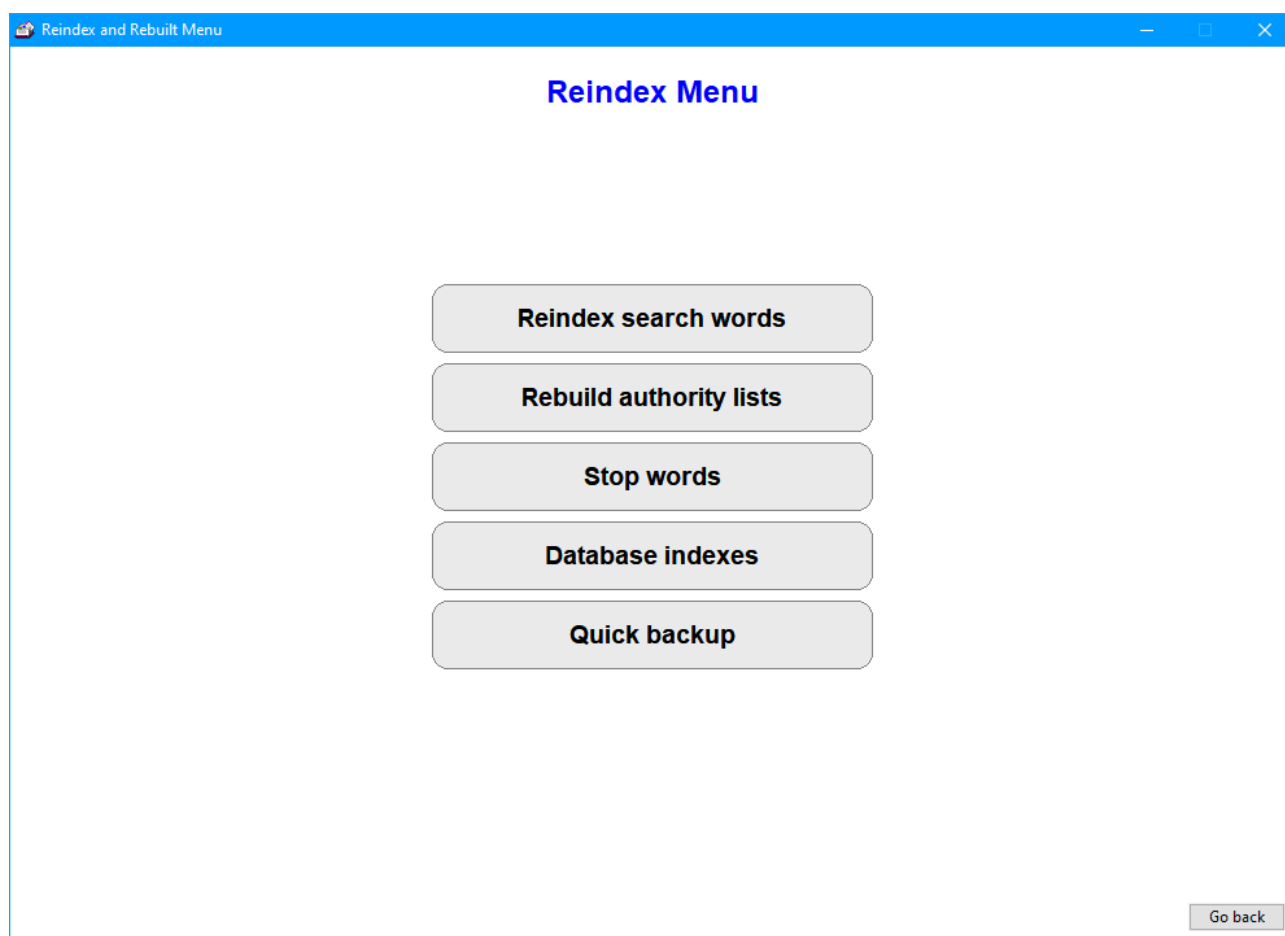 Reindex and Rebuilt Menu
Reindex Menu
Reindex search words
Rebuild authority lists
Stop words
Database indexes
Quick backup
Go back